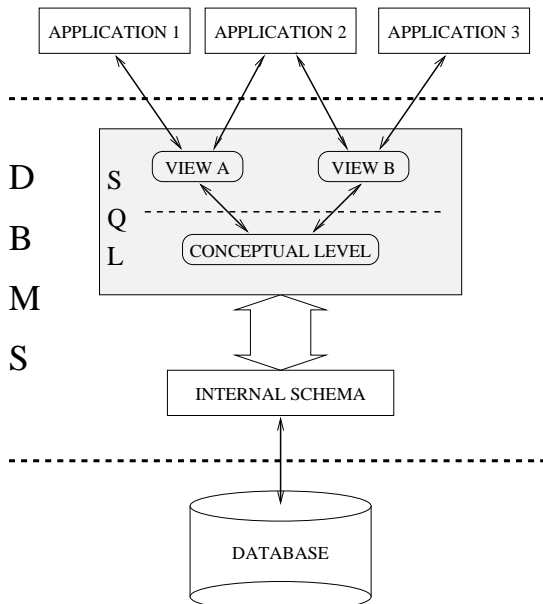 APPLICATION 1
APPLICATION 2
APPLICATION 3
D
B
M
S
S
Q
L
VIEW A
VIEW B
CONCEPTUAL LEVEL
INTERNAL SCHEMA
DATABASE